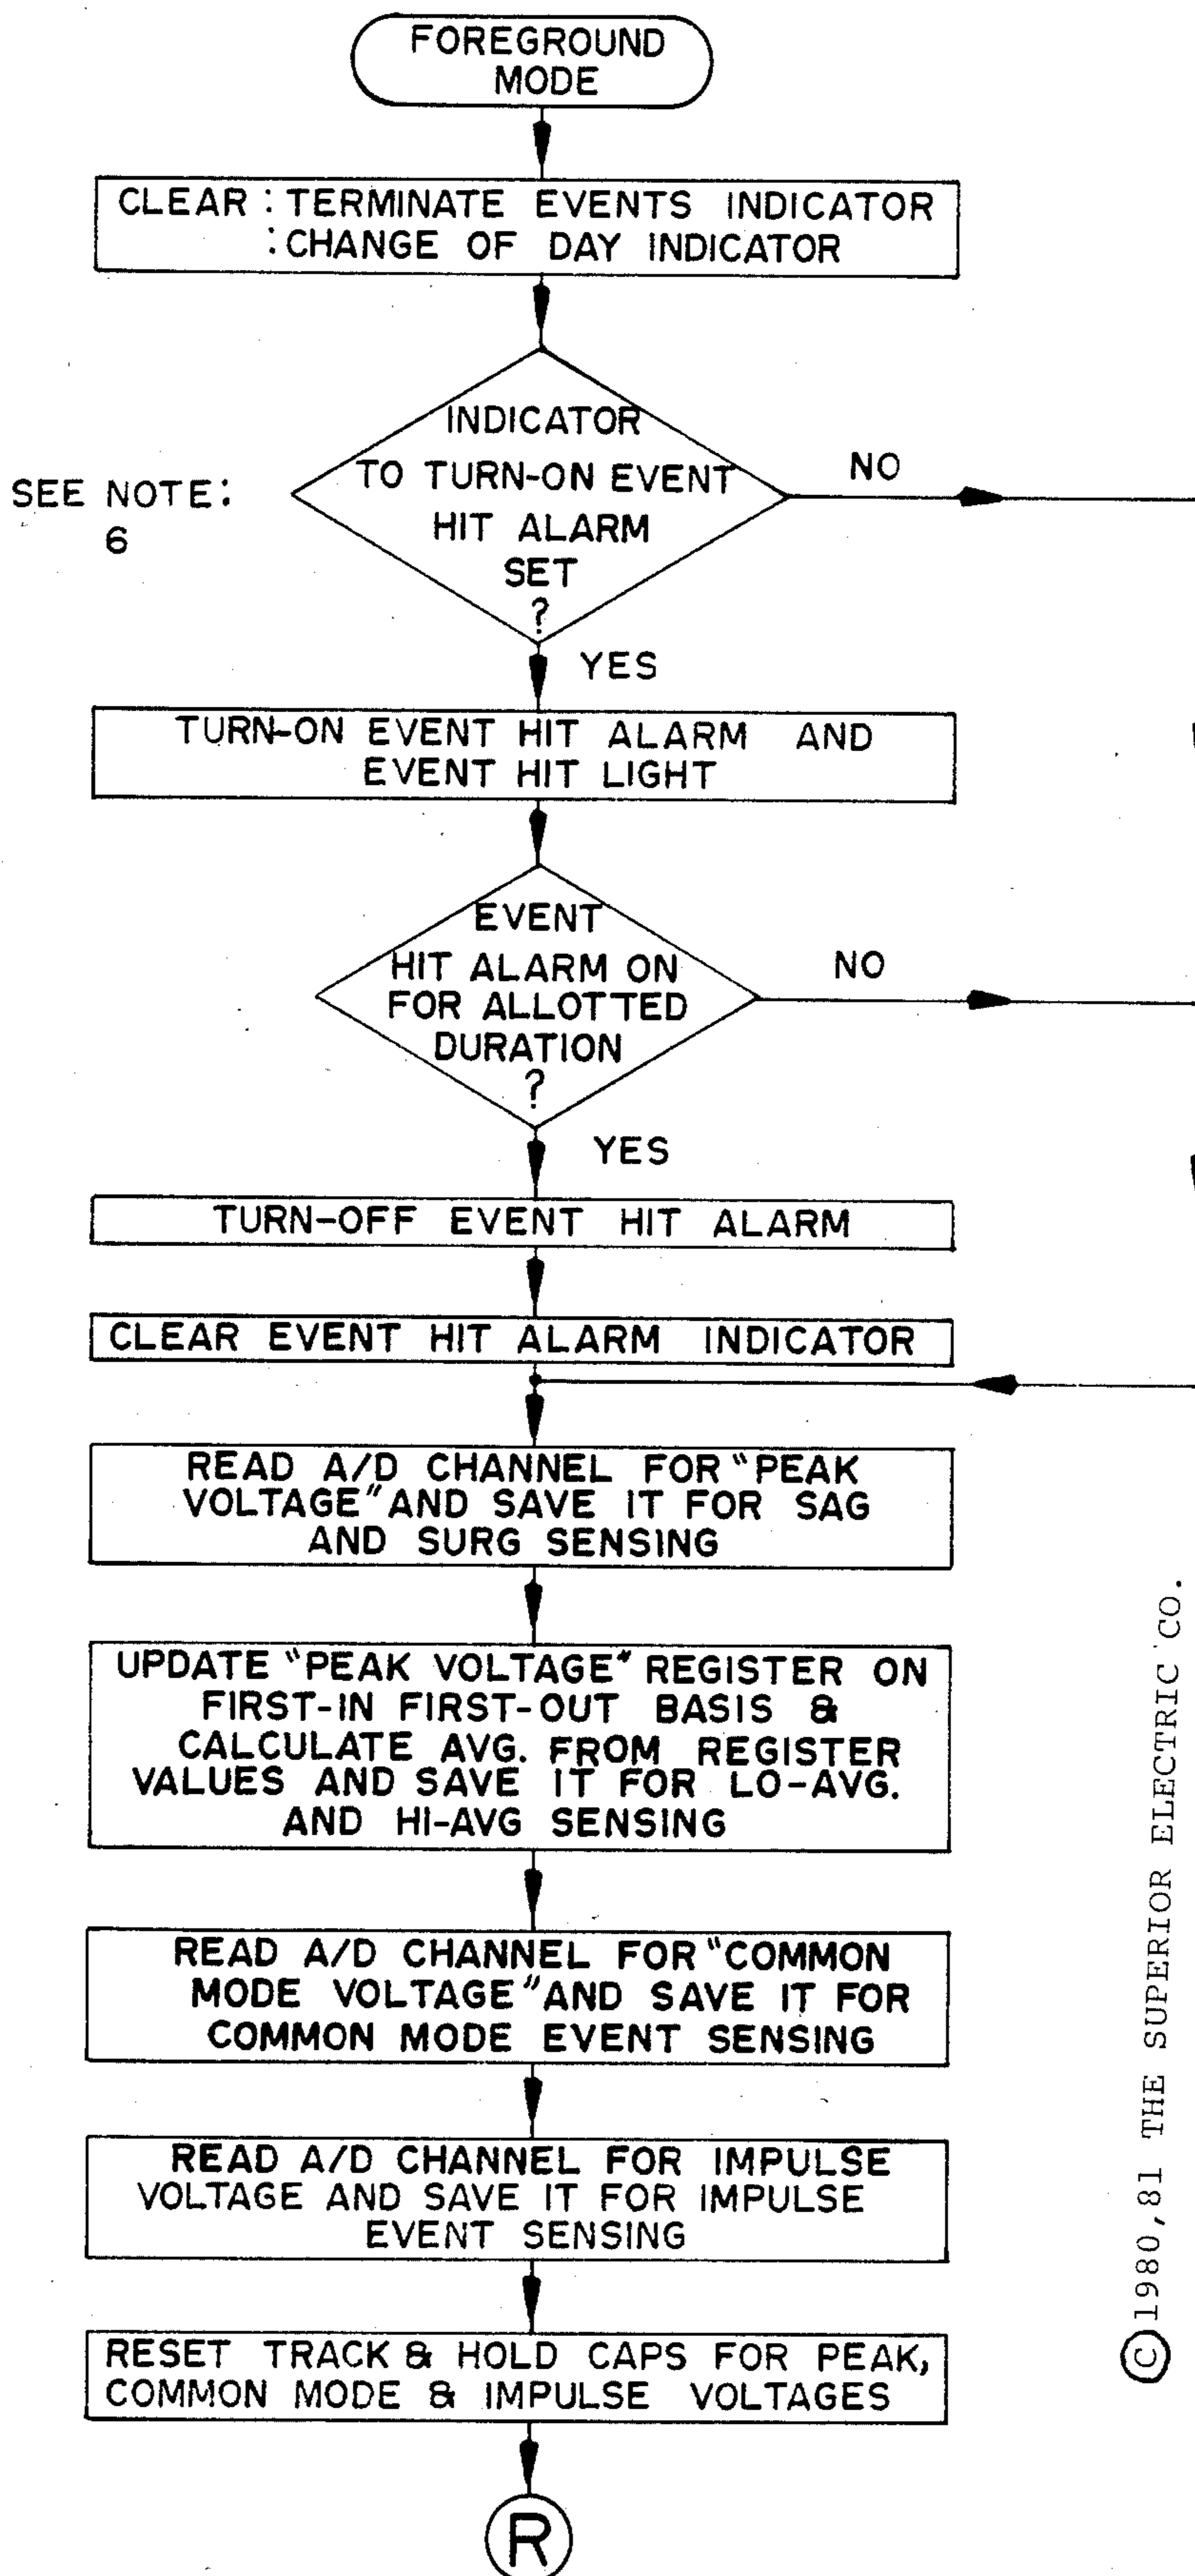 FOREGROUND
MODE
CLEAR : TERMINATE EVENTS INDICATOR
: CHANGE OF DAY INDICATOR
INDICATOR
TO TURN-ON EVENT
HIT ALARM
SET
?
NO
SEE NOTE:
6
YES
TURN-ON EVENT HIT ALARM AND
EVENT HIT LIGHT
EVENT
HIT ALARM ON
FOR ALLOTTED
DURATION
?
NO
YES
TURN-OFF EVENT HIT ALARM
CLEAR EVENT HIT ALARM INDICATOR
READ A/D CHANNEL FOR "PEAK
VOLTAGE" AND SAVE IT FOR SAG
AND SURG SENSING
UPDATE "PEAK VOLTAGE" REGISTER ON
FIRST-IN FIRST-OUT BASIS &
CALCULATE AVG. FROM REGISTER
VALUES AND SAVE IT FOR LO-AVG.
AND HI-AVG SENSING
READ A/D CHANNEL FOR "COMMON
MODE VOLTAGE" AND SAVE IT FOR
COMMON MODE EVENT SENSING
READ A/D CHANNEL FOR IMPULSE
VOLTAGE AND SAVE IT FOR IMPULSE
EVENT SENSING
RESET TRACK & HOLD CAPS FOR PEAK,
COMMON MODE & IMPULSE VOLTAGES
R
©1980,81 THE SUPERIOR ELECTRIC CO.